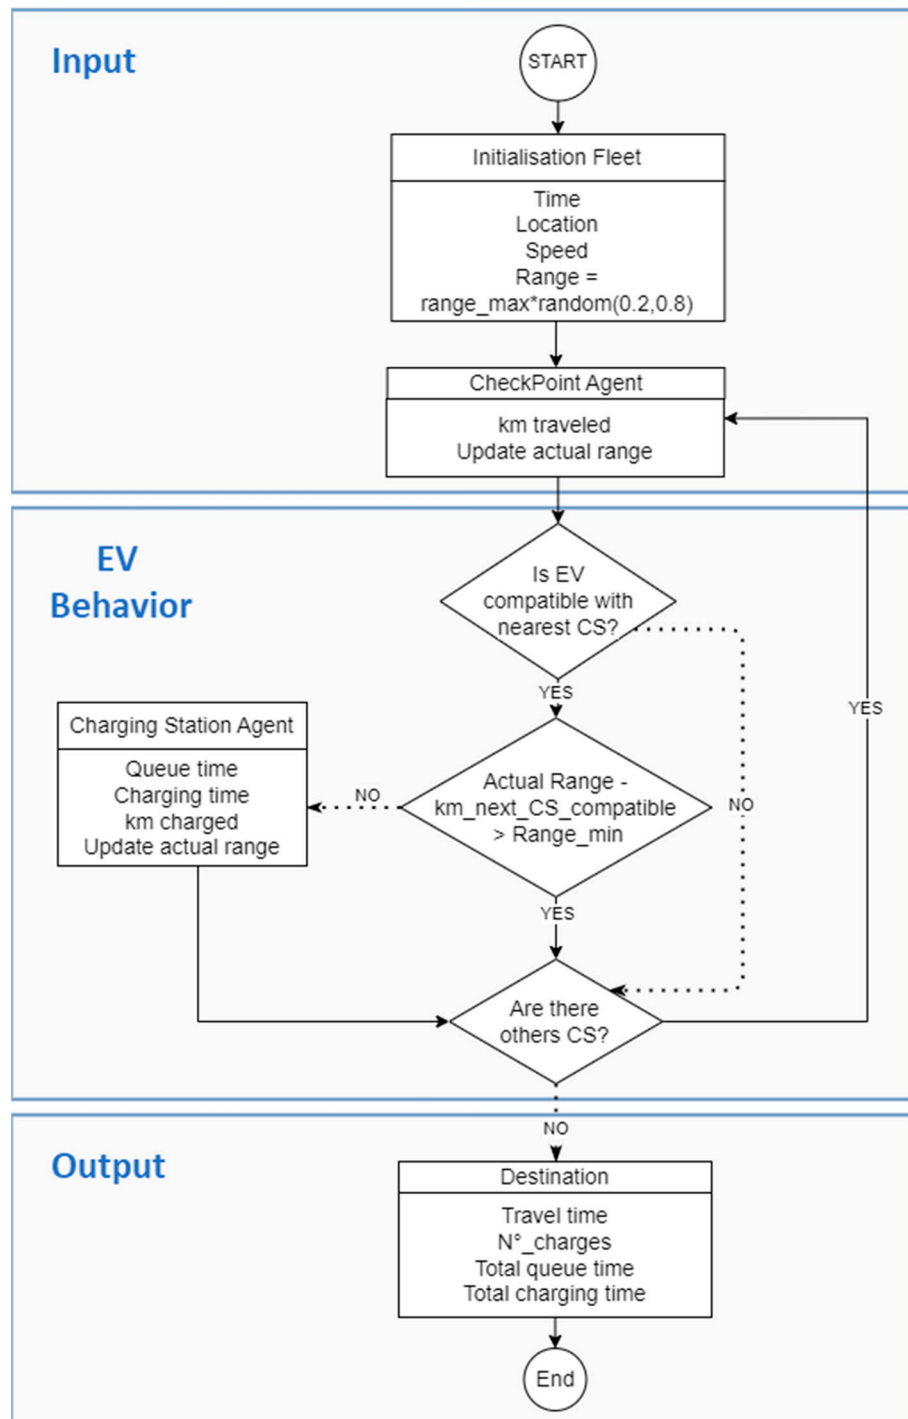 Input
START
Initialisation Fleet
Time
Location
Speed
Range =
range_max*random(0.2,0.8)
CheckPoint Agent
km traveled
Update actual range
EV
Behavior
Is EV
compatible with
nearest CS?
YES
NO
YES
Charging Station Agent
Queue time
Charging time
km charged
Update actual range
NO
Actual Range -
km_next_CS_compatible
> Range_min
YES
Are there
others CS?
NO
Output
Destination
Travel time
N°_charges
Total queue time
Total charging time
End